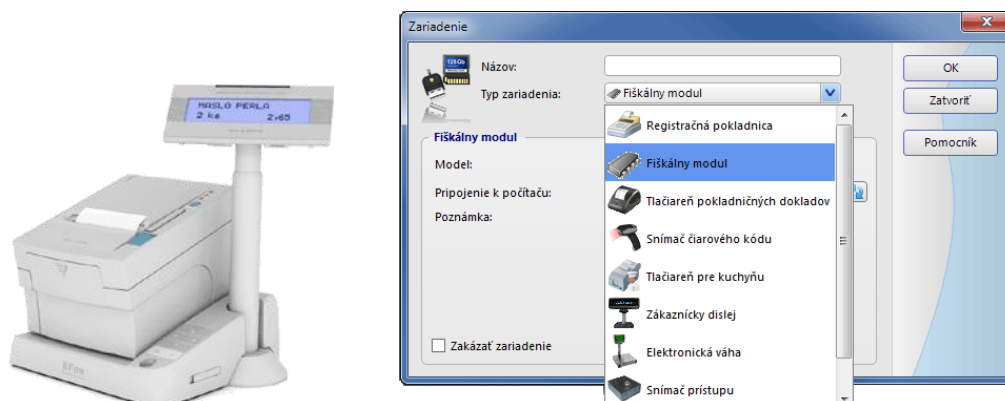 MASLO PERLA
2 ks 2,65
Zariadenie
128Gb
Názov:
Typ zariadenia:
Fiškálny modul
OK
Zatvoriť
Pomocník
Fiškálny modul
Model:
Pripojenie k počítaču:
Poznámka:
Zakázať zariadenie
Registračná pokladnica
Fiškálny modul
Tlačiareň pokladničných dokladov
Snímač čiarového kódu
Tlačiareň pre kuchyňu
Zákaznícky dislej
Elektronická váha
Snímač prístupu